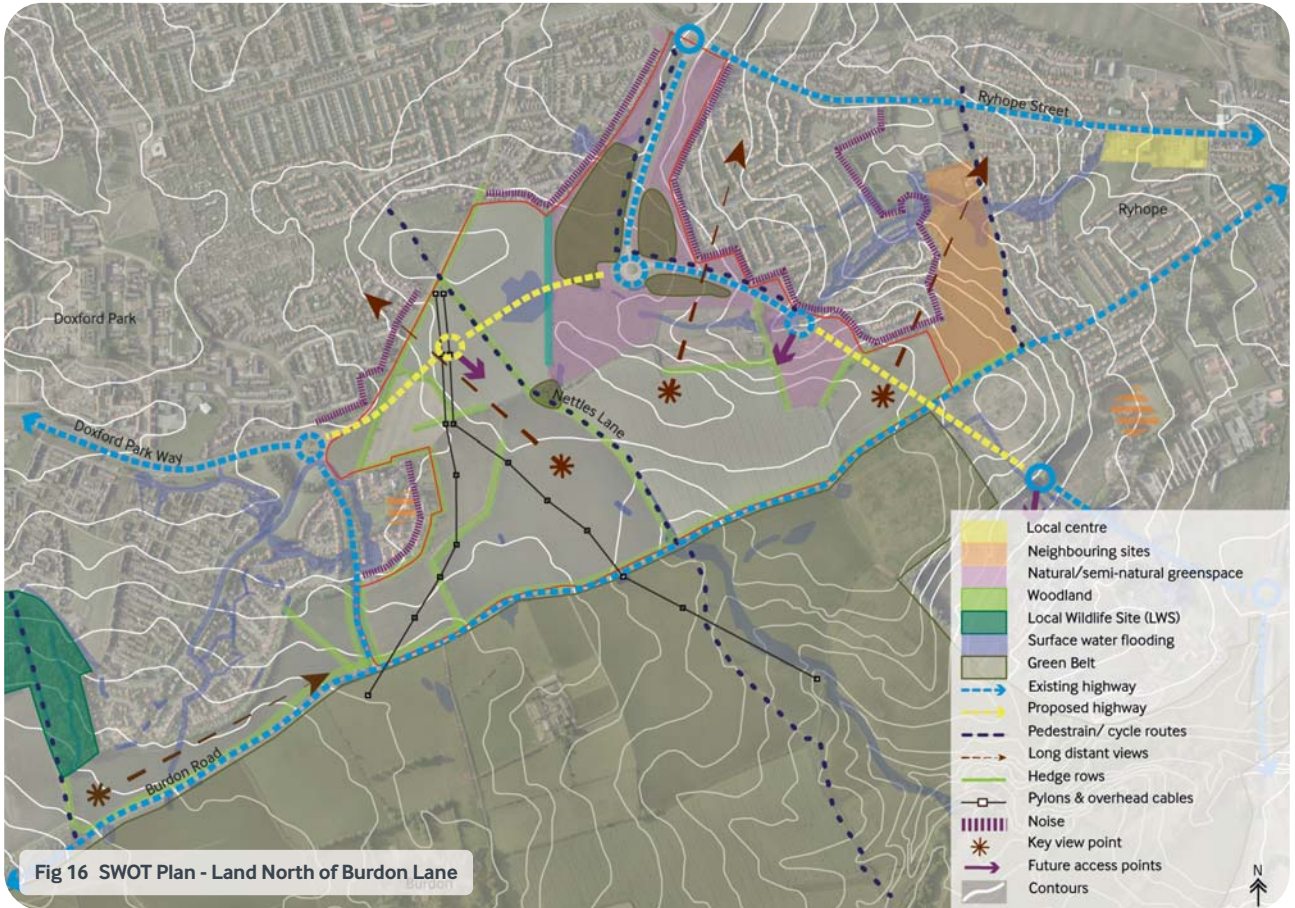 Ryhope Street
Ryhope
Doxford Park
Nettles Lane
Doxford Park Way
Burdon Road
Burdon
Local centre
Neighbouring sites
Natural/semi-natural greenspace
Woodland
Local Wildlife Site (LWS)
Surface water flooding
Green Belt
Existing highway
Proposed highway
Pedestrain/ cycle routes
Long distant views
Hedge rows
Pylons & overhead cables
Noise
Key view point
Future access points
Contours
N
Fig 16 SWOT Plan - Land North of Burdon Lane